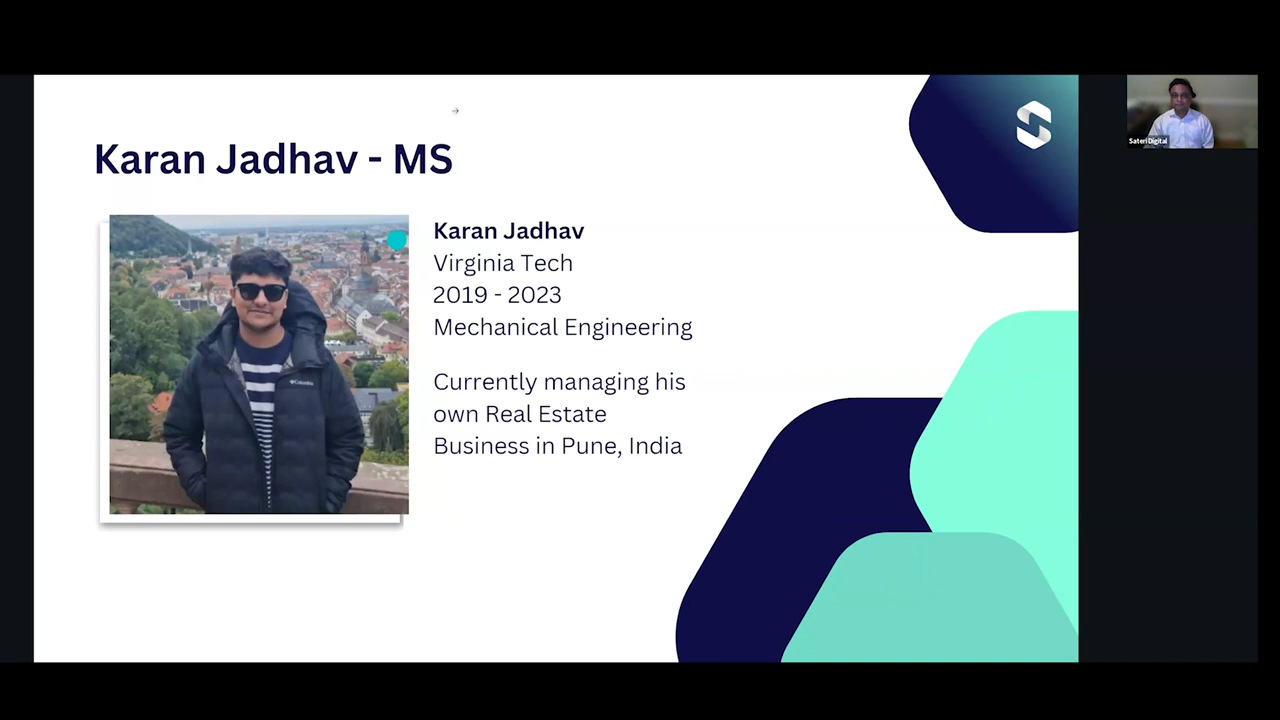 Karan Jadhav - MS
Karan Jadhav
Virginia Tech
2019 - 2023
Mechanical Engineering
Currently managing his
own Real Estate
Business in Pune, India
Columbia
S
Sateri Digital